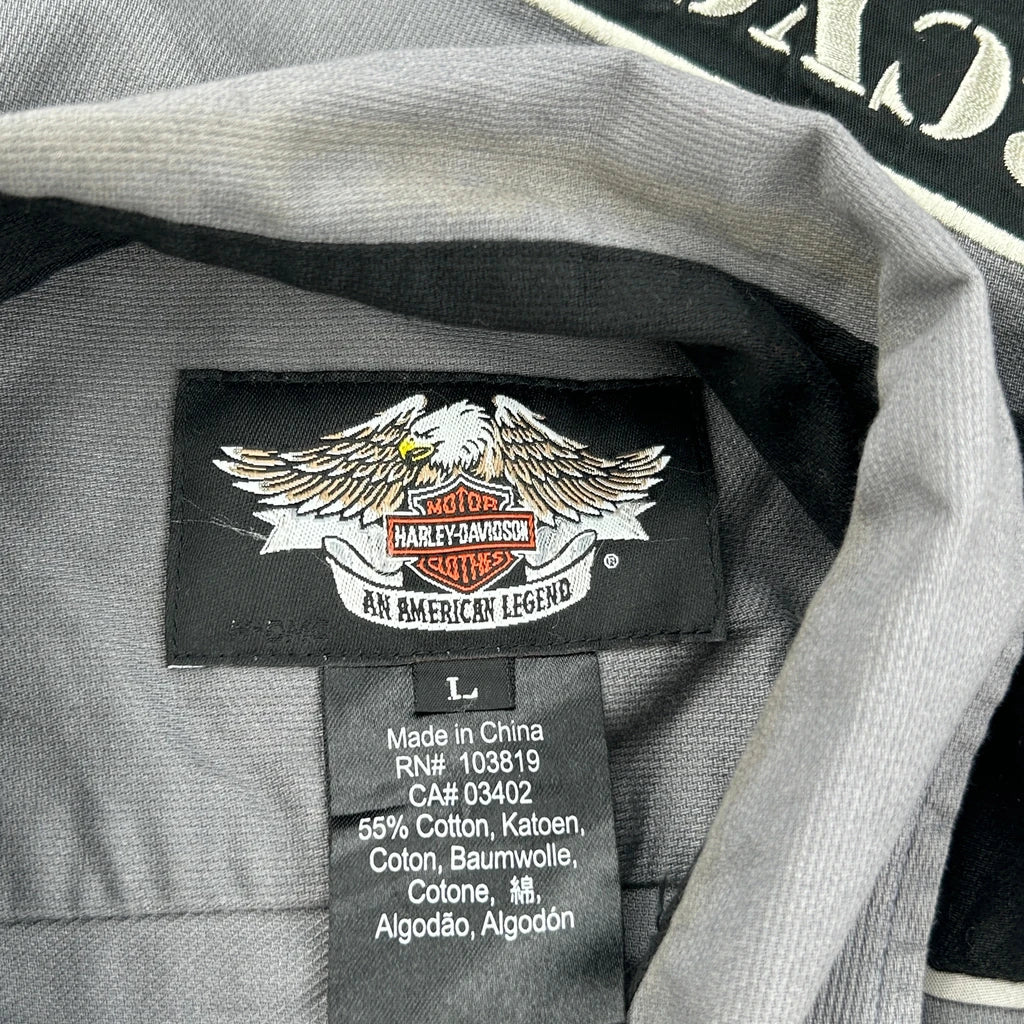 MOTOR
HARLEY-DAVIDSON
CLOTHES
®
AN AMERICAN LEGEND
L
Made in China
RN# 103819
CA# 03402
55% Cotton, Katoen,
Coton, Baumwolle,
Cotone, 綿,
Algodão, Algodón